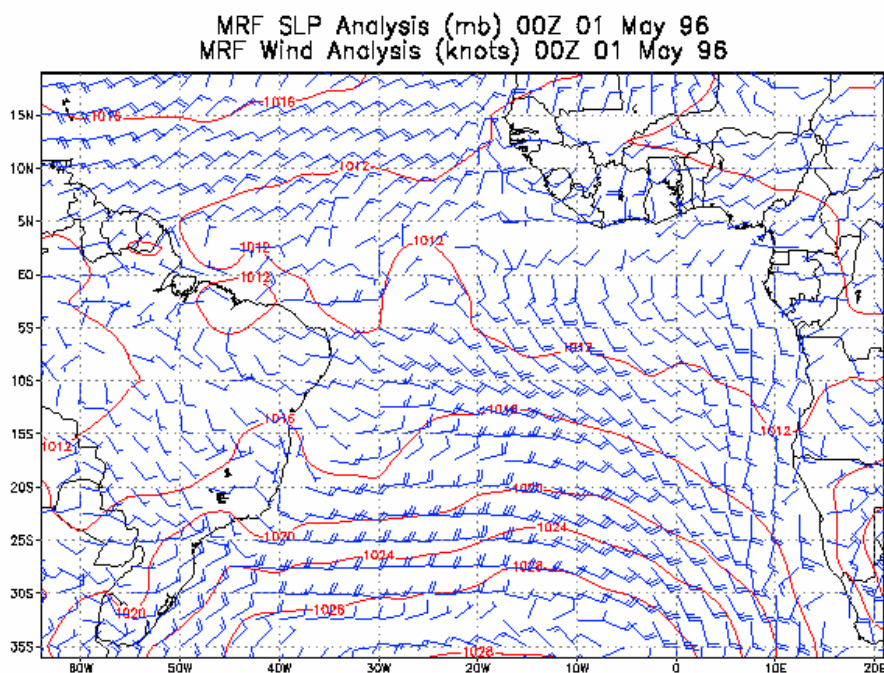 MRF SLP Analysis (mb) 00Z 01 May 96
MRF Wind Analysis (knots) 00Z 01 May 96
1016
15N
1016
10N
1012
5N
1012
1012
EQ
1012
5S
1012
10S
1016
1016
15S
1012
1012
20S
1020
25S
1020
1024
1024
1028
30S
1020
1028
35S
1028
60W 50W 40W 30W 20W 10W 0 10E 20E